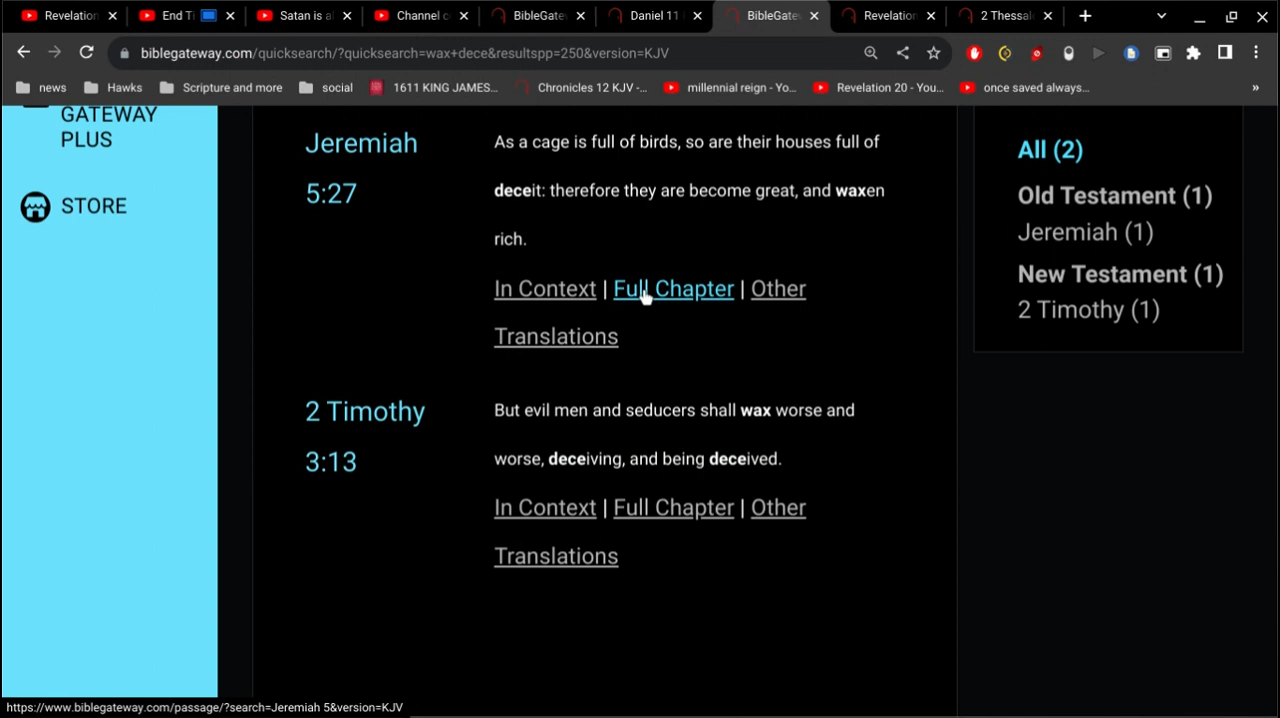 Revelation
End Ti
Satan is a
Channel c
BibleGatew
Daniel 11
BibleGatew
Revelation
2 Thessal
biblegateway.com/quicksearch/?quicksearch=wax+dece&resultspp=250&version=KJV
news
Hawks
Scripture and more
social
1611 KING JAMES...
Chronicles 12 KJV -...
millennial reign - Yo...
Revelation 20 - You...
once saved always...
»
GATEWAY
PLUS
STORE
Jeremiah
5:27
As a cage is full of birds, so are their houses full of
deceit: therefore they are become great, and waxen
rich.
In Context | Full Chapter | Other
Translations
2 Timothy
3:13
But evil men and seducers shall wax worse and
worse, deceiving, and being deceived.
In Context | Full Chapter | Other
Translations
All (2)
Old Testament (1)
Jeremiah (1)
New Testament (1)
2 Timothy (1)
https://www.biblegateway.com/passage/?search=Jeremiah 5&version=KJV